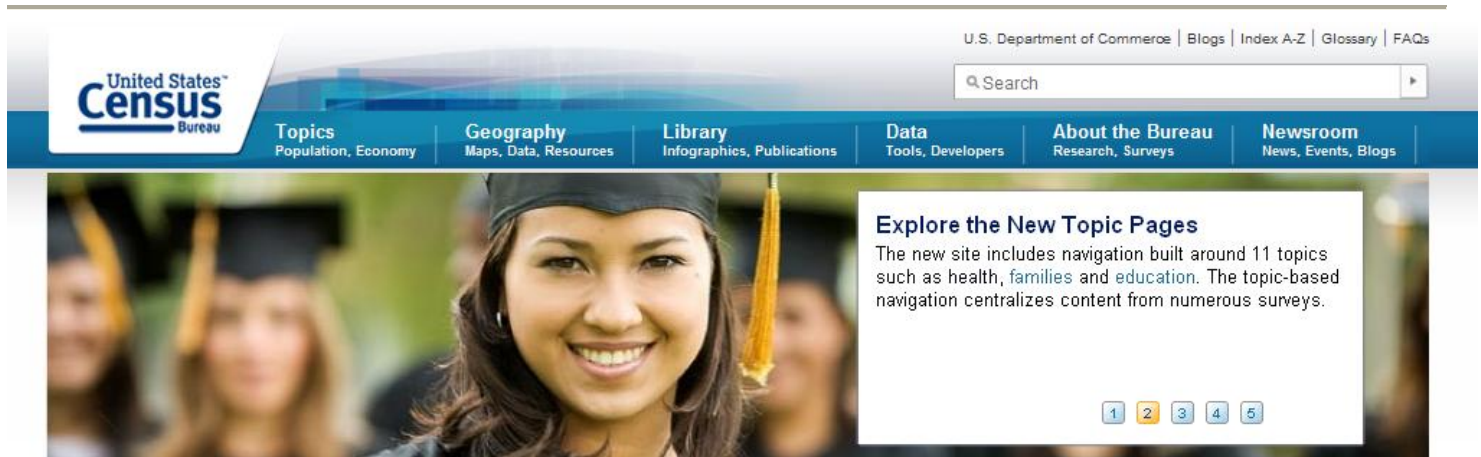 U.S. Department of Commerce | Blogs | Index A-Z | Glossary | FAQs
United States™
Census
Bureau
Search
Topics
Population, Economy
Geography
Maps, Data, Resources
Library
Infographics, Publications
Data
Tools, Developers
About the Bureau
Research, Surveys
Newsroom
News, Events, Blogs
Explore the New Topic Pages
The new site includes navigation built around 11 topics
such as health, families and education. The topic-based
navigation centralizes content from numerous surveys.
1 2 3 4 5